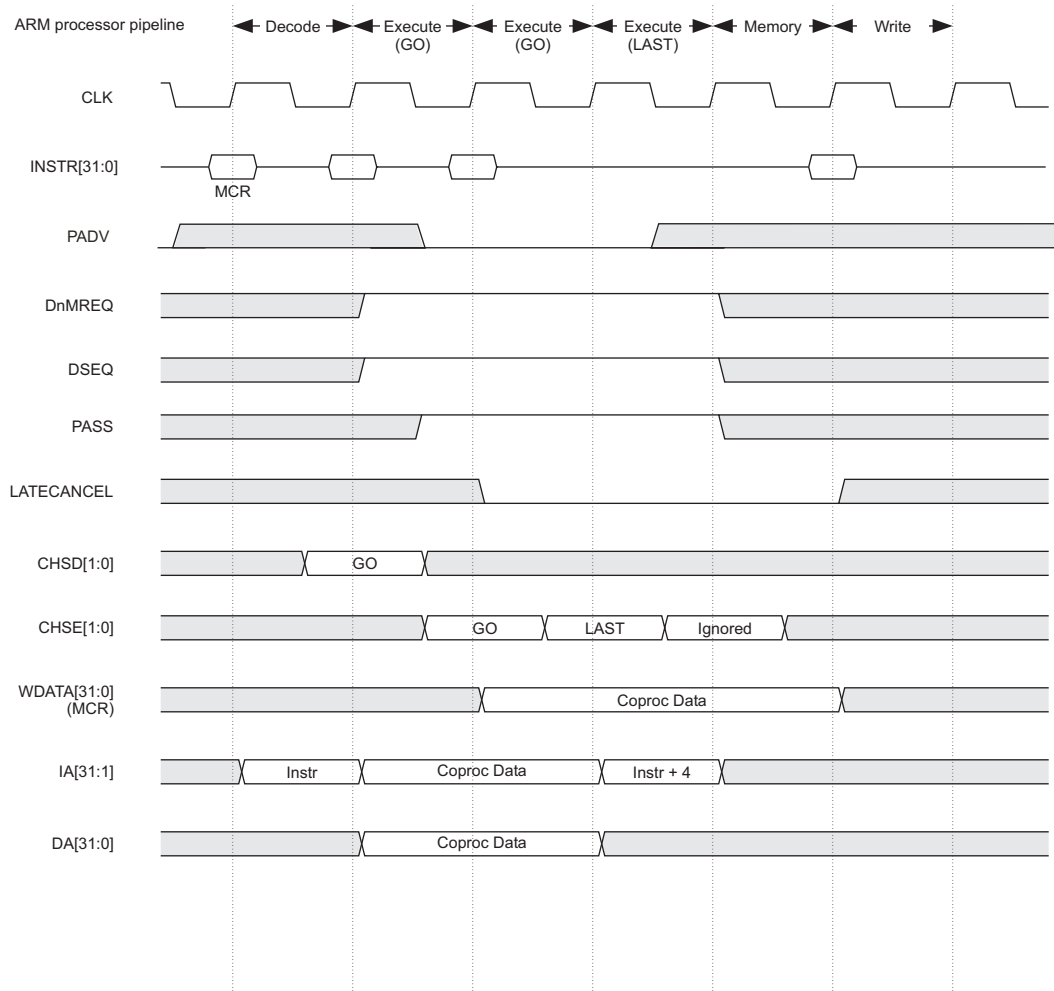 ARM processor pipeline
Decode
Execute
(GO)
Execute
(GO)
Execute
(LAST)
Memory
Write
CLK
INSTR[31:0]
MCR
PADV
DnMREQ
DSEQ
PASS
LATECANCEL
CHSD[1:0]
GO
CHSE[1:0]
GO
LAST
Ignored
WDATA[31:0]
(MCR)
Coproc Data
IA[31:1]
Instr
Coproc Data
Instr + 4
DA[31:0]
Coproc Data